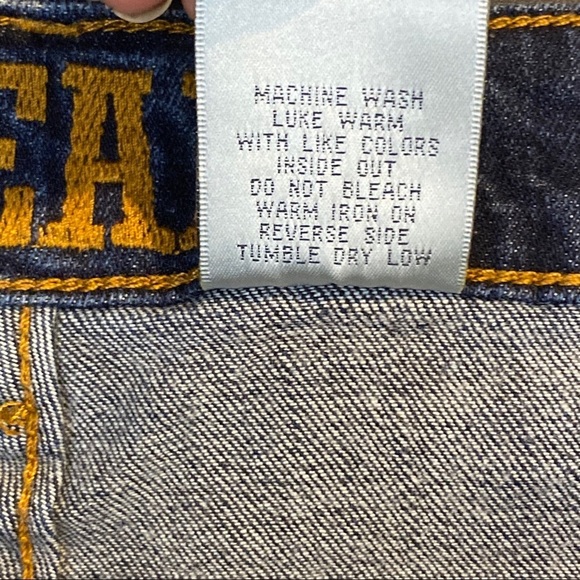 EA
MACHINE WASH
LUKE WARM
WITH LIKE COLORS
INSIDE OUT
DO NOT BLEACH
WARM IRON ON
REVERSE SIDE
TUMBLE DRY LOW